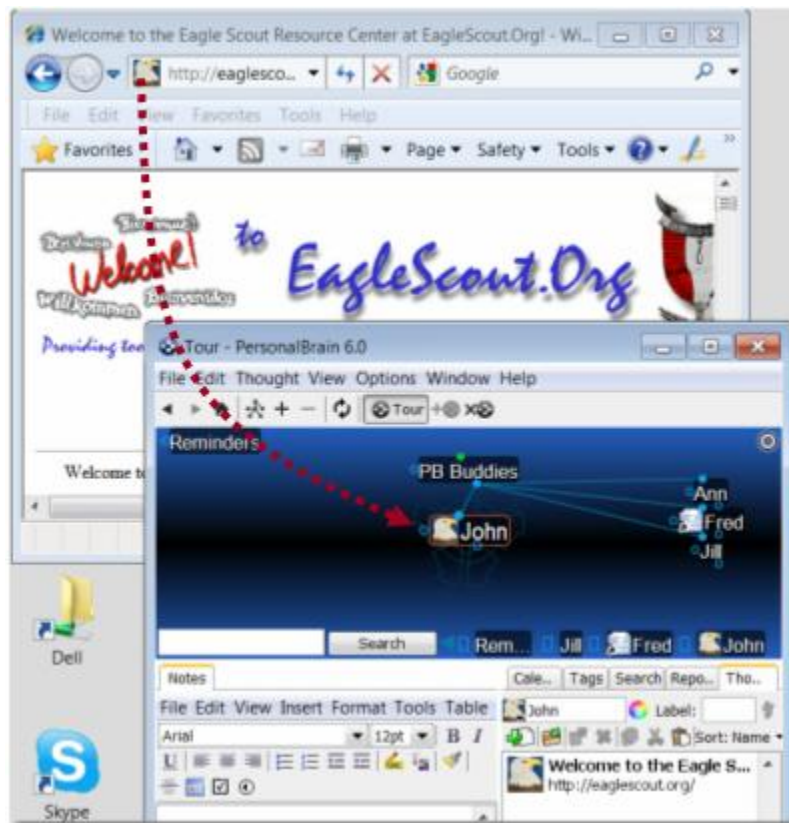 Welcome to the Eagle Scout Resource Center at EagleScout.Org! - Wi...
http://eaglesco... Google
File Edit View Favorites Tools Help
Favorites Page Safety Tools
Bienvenue!
Welcome!
Willkommen Bienvenidos
to
EagleScout.Org
Providing too
Welcome to
Tour - PersonalBrain 6.0
File Edit Thought View Options Window Help
Tour
Reminders
PB Buddies
Ann
Fred
John
Jill
Search Rem... Jill Fred John
Notes
File Edit View Insert Format Tools Table
Arial 12pt B I
U
Cale.. Tags Search Repo.. Tho..
John Label:
Sort: Name
Welcome to the Eagle S...
http://eaglescout.org/
Dell
Skype